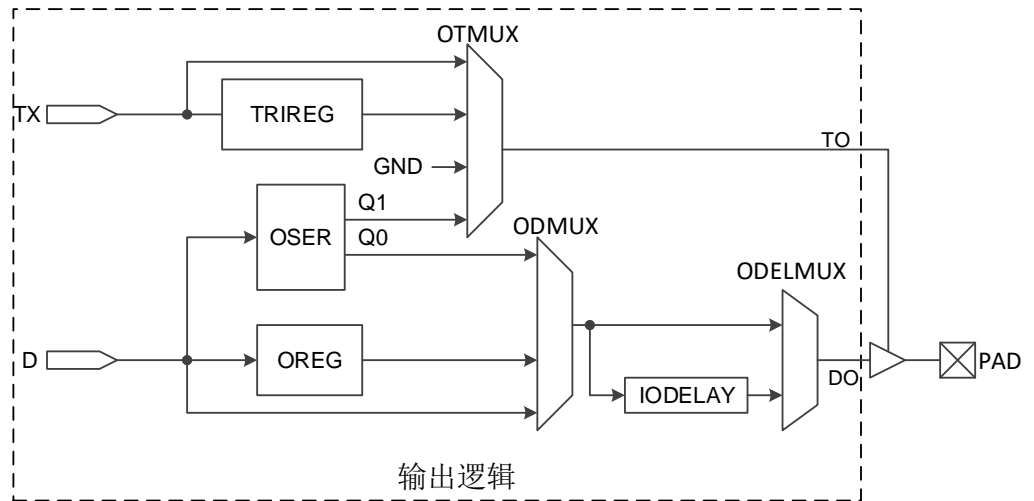 OTMUX
TX
TRIREG
TO
GND
Q1
OSER
Q0
ODMUX
ODELMUX
D
OREG
DO
PAD
IODELAY
输出逻辑